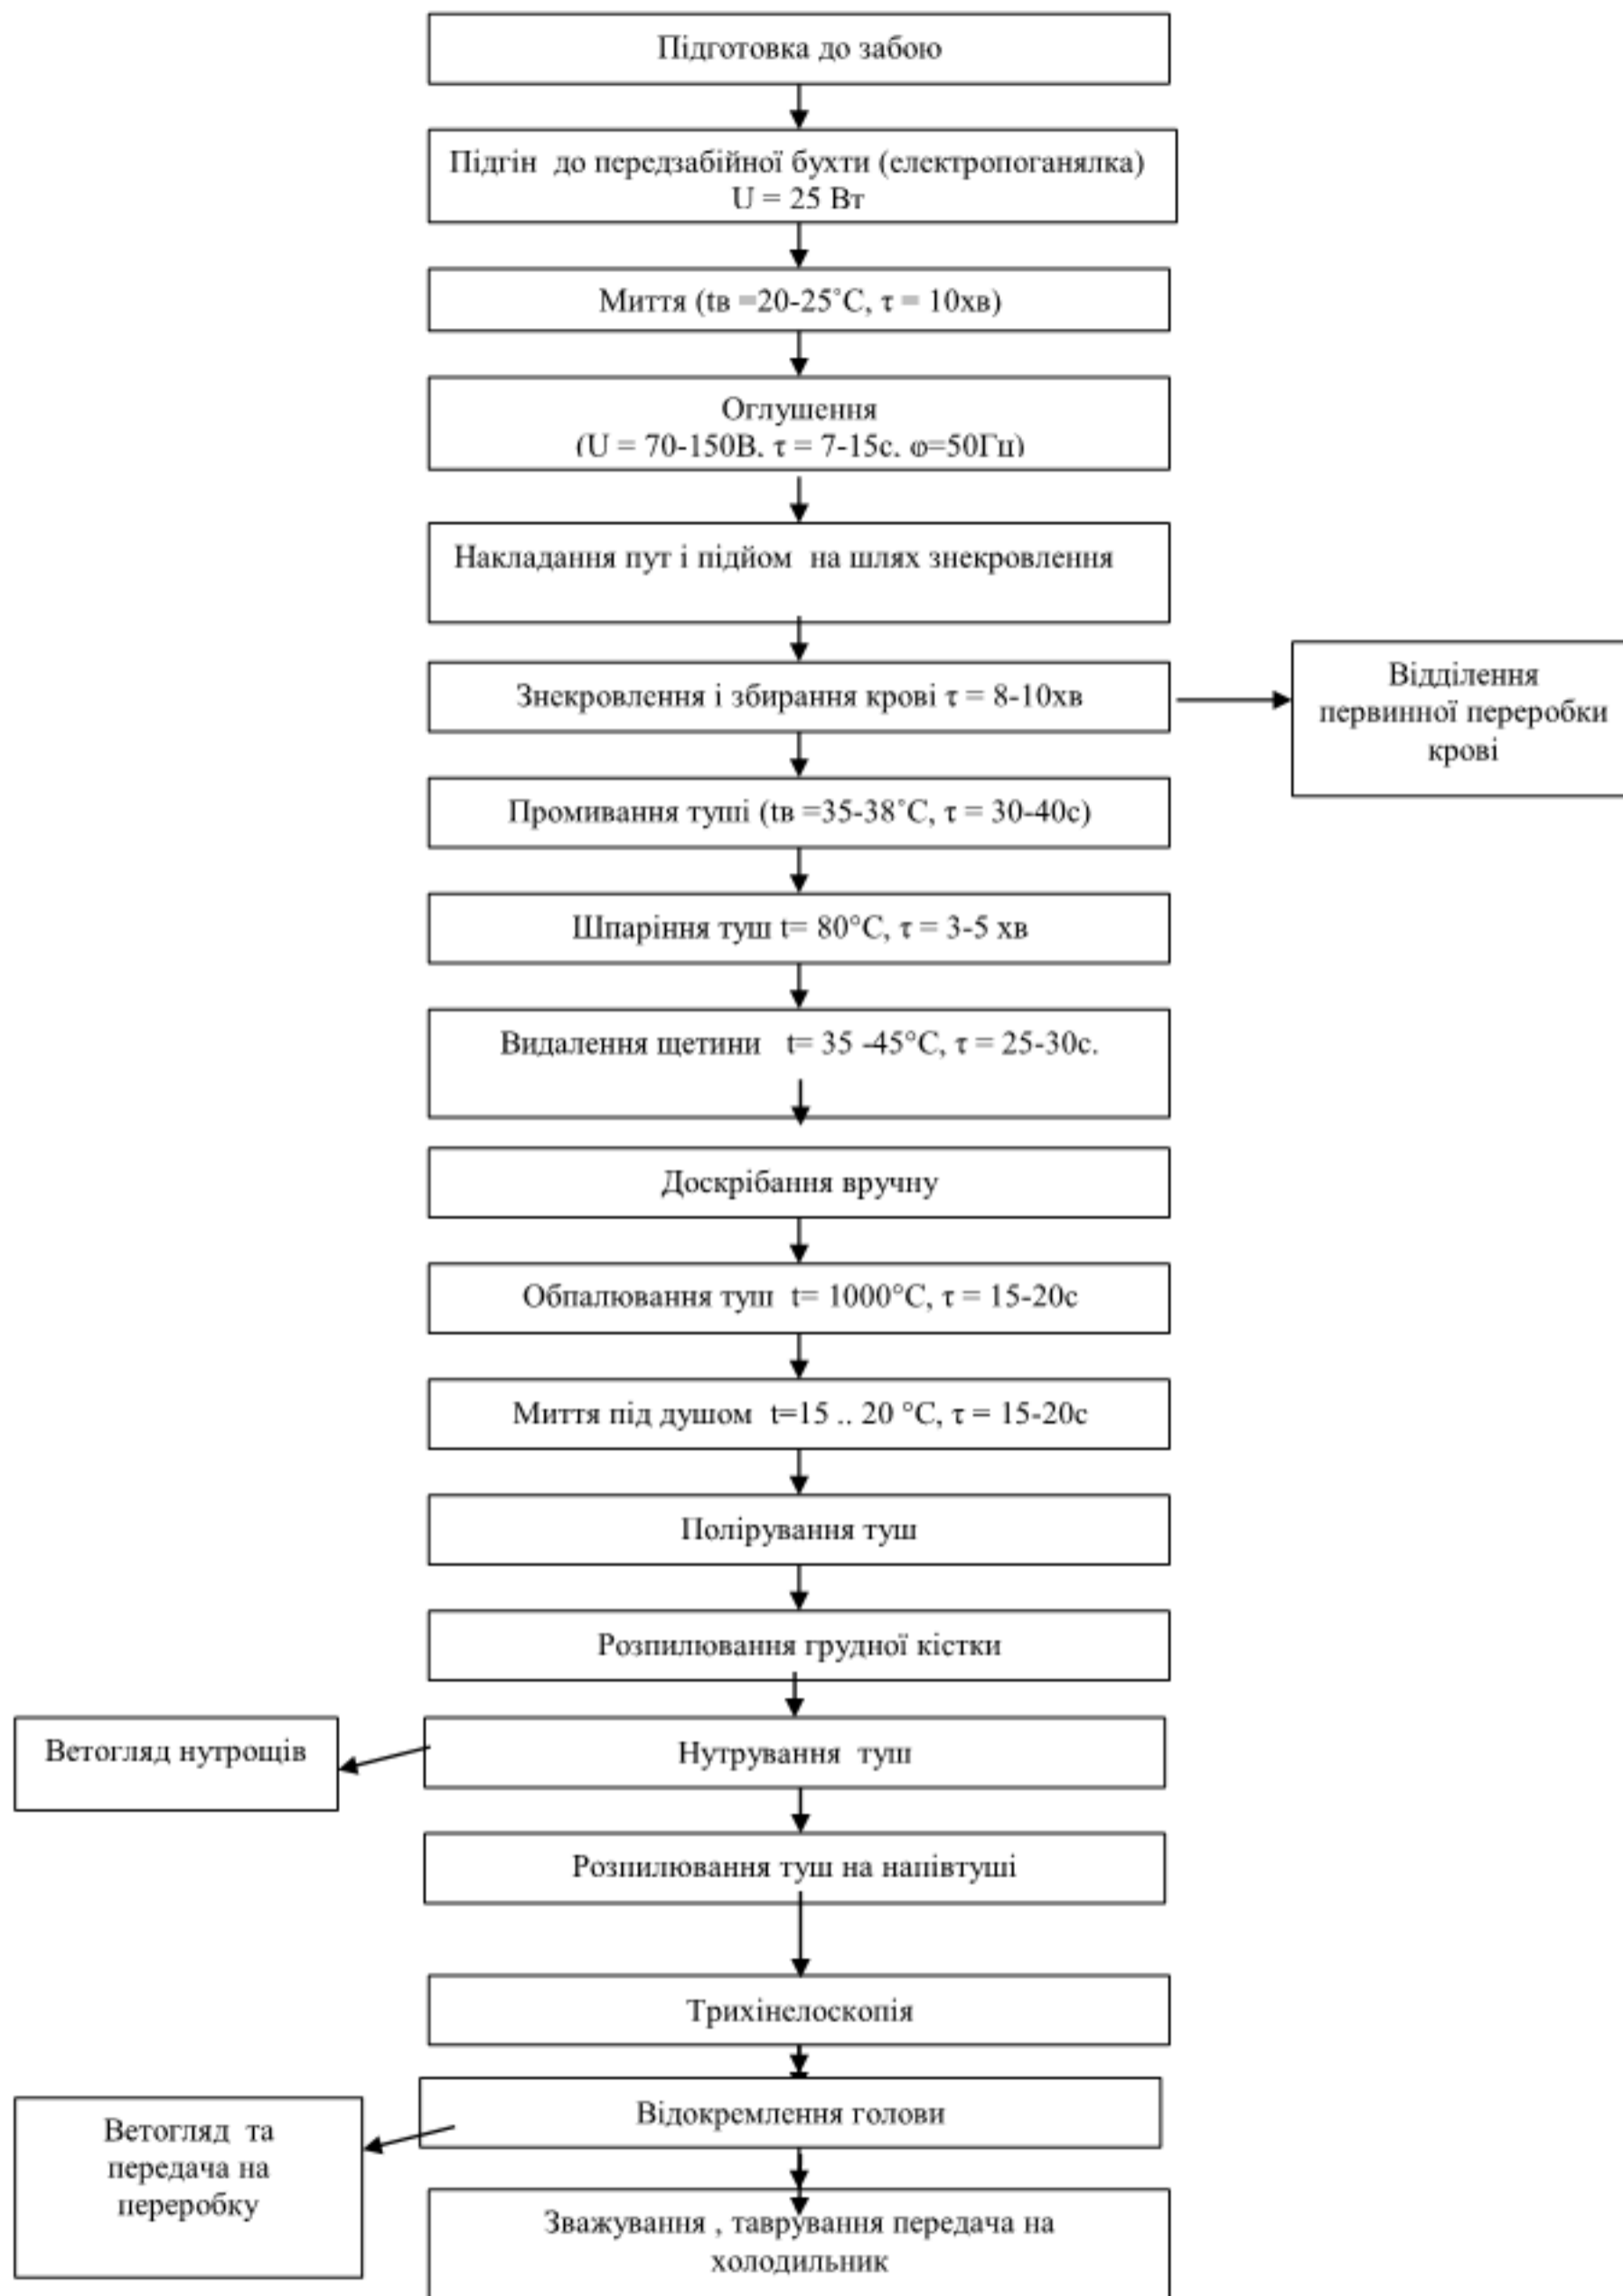 Підготовка до забою
Підгін до передзабійної бухти (електропоганялка)
U = 25 Вт
Миття (tв =20-25˚С, τ = 10хв)
Оглушення
(U = 70-150В, τ = 7-15с, φ=50Гц)
Накладання пут і підйом на шлях знекровлення
Знекровлення і збирання крові τ = 8-10хв
Відділення
первинної переробки
крові
Промивання туші (tв =35-38˚С, τ = 30-40с)
Шпаріння туш t= 80°С, τ = 3-5 хв
Видалення щетини t= 35 -45°С, τ = 25-30с.
Доскрібання вручну
Обпалювання туш t= 1000°С, τ = 15-20с
Миття під душом t=15 .. 20 °С, τ = 15-20с
Полірування туш
Розпилювання грудної кістки
Ветогляд нутрощів
Нутрування туш
Розпилювання туш на напівтуші
Трихінелоскопія
Відокремлення голови
Ветогляд та
передача на
переробку
Зважування , таврування передача на
холодильник